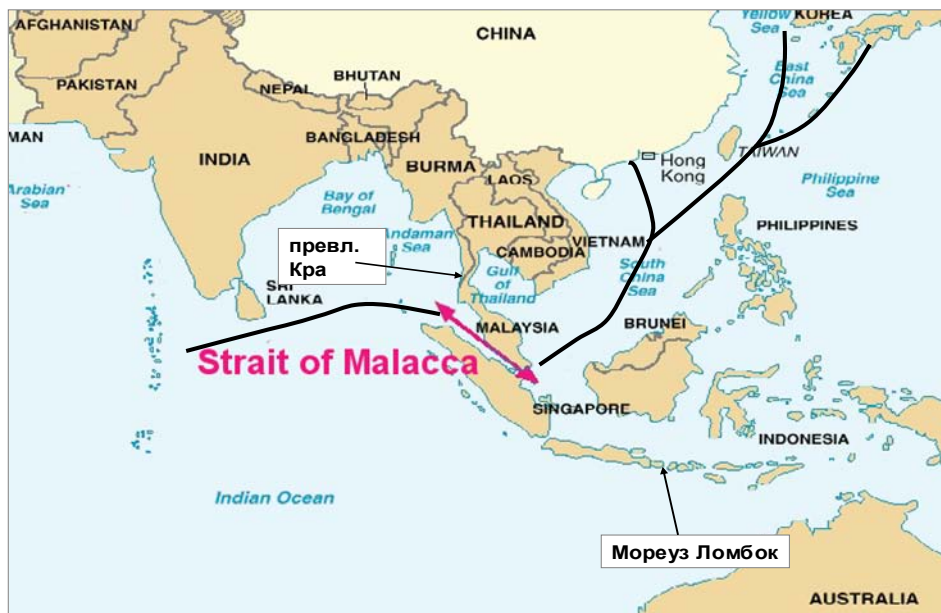 AFGHANISTAN
CHINA
Yellow
Sea
KOREA
PAKISTAN
NEPAL
BHUTAN
East
China
Sea
MAN
BANGLADESH
INDIA
BURMA
Hong
Kong
TAIWAN
Arabian
Sea
LAOS
Bay of
Bengal
THAILAND
Philippine
Sea
PHILIPPINES
Andaman
Sea
VIETNAM
CAMBODIA
превл.
Кра
Gulf
of
Thailand
South
China
Sea
SRI
LANKA
MALAYSIA
BRUNEI
Strait of Malacca
SINGAPORE
INDONESIA
Indian Ocean
Мореуз Ломбок
AUSTRALIA